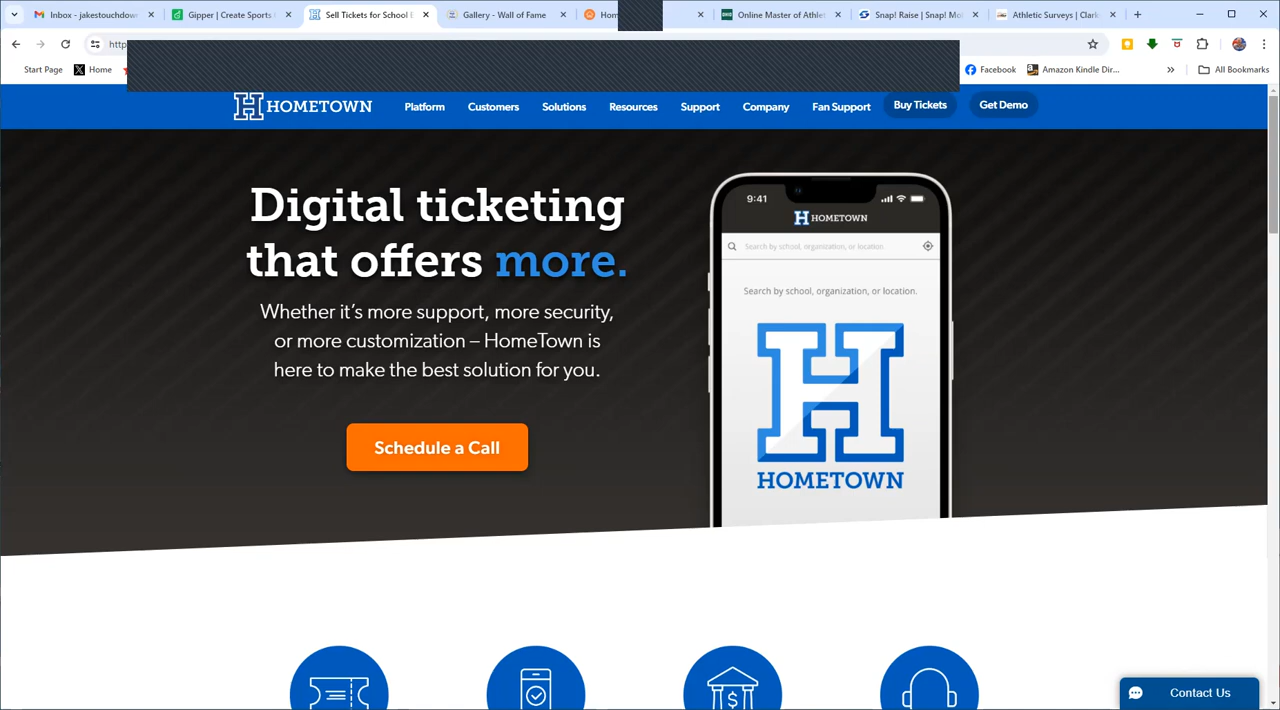 Inbox - jakestouchdown
Gipper | Create Sports
Sell Tickets for School E
Gallery - Wall of Fame
Hom
Online Master of Athlet
Snap! Raise | Snap! Mo
Athletic Surveys | Clark
http
Start Page
Home
Facebook
Amazon Kindle Dir...
All Bookmarks
HOMETOWN
Platform
Customers
Solutions
Resources
Support
Company
Fan Support
Buy Tickets
Get Demo
Digital ticketing
that offers more.
Whether it's more support, more security,
or more customization – HomeTown is
here to make the best solution for you.
Schedule a Call
9:41
HOMETOWN
Search by school, organization, or location.
Search by school, organization, or location.
H
HOMETOWN
Contact Us